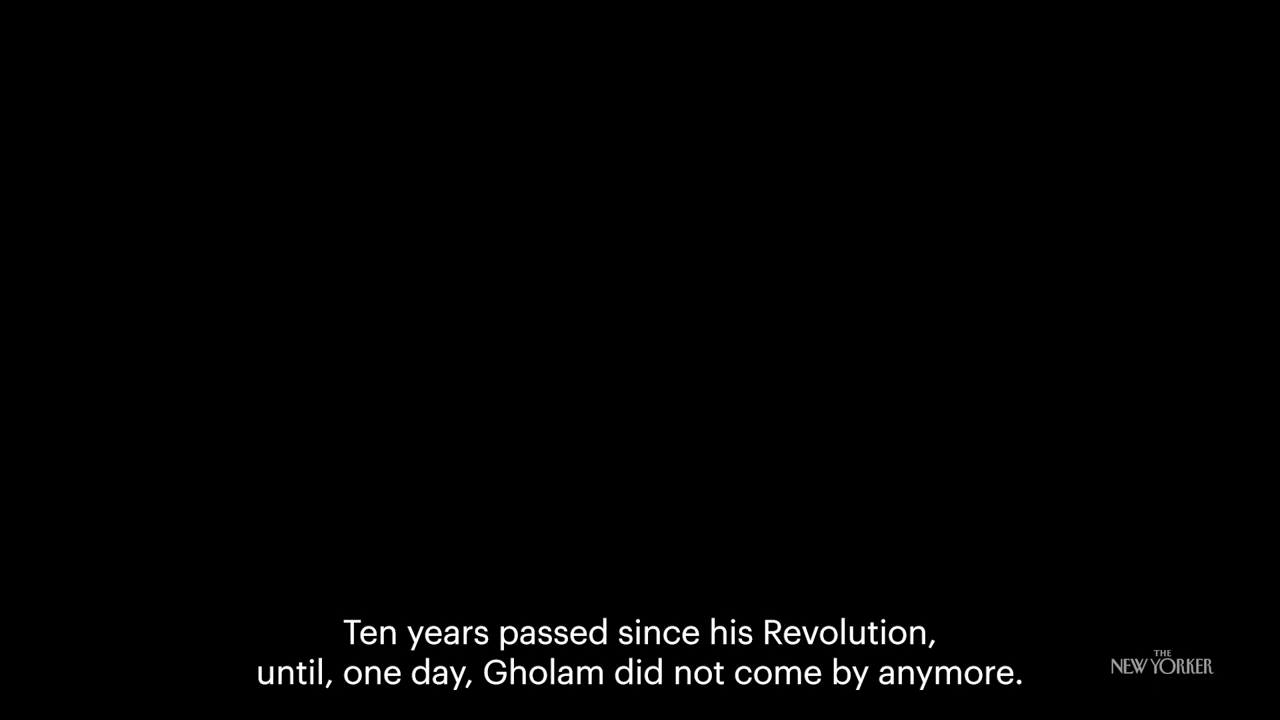 Ten years passed since his Revolution,
until, one day, Gholam did not come by anymore.
THE
NEW YORKER